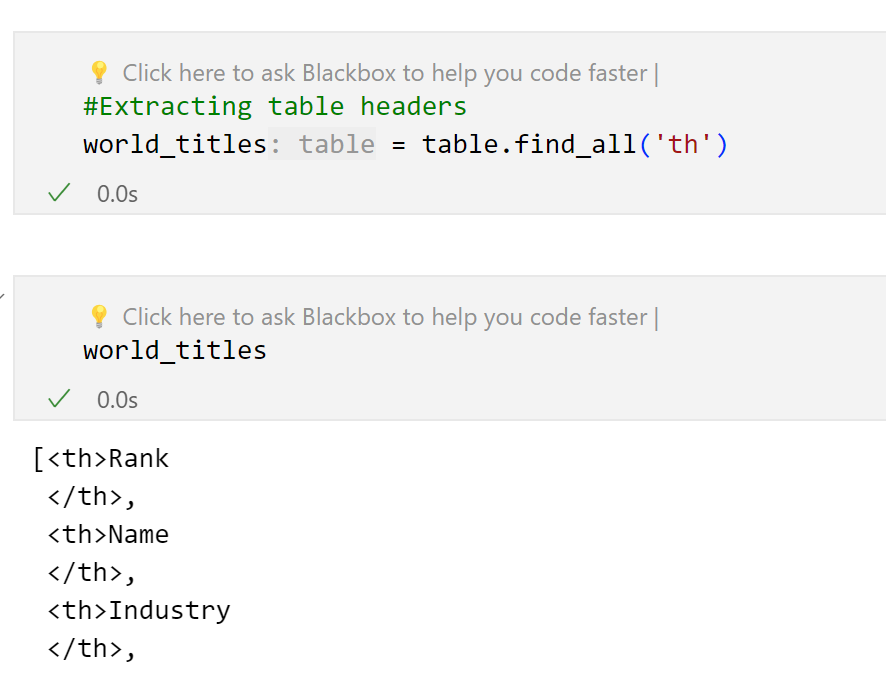 💡 Click here to ask Blackbox to help you code faster |
#Extracting table headers
world_titles: table = table.find_all('th')
✓ 0.0s
💡 Click here to ask Blackbox to help you code faster |
world_titles
✓ 0.0s
[<th>Rank
</th>,
<th>Name
</th>,
<th>Industry
</th>,